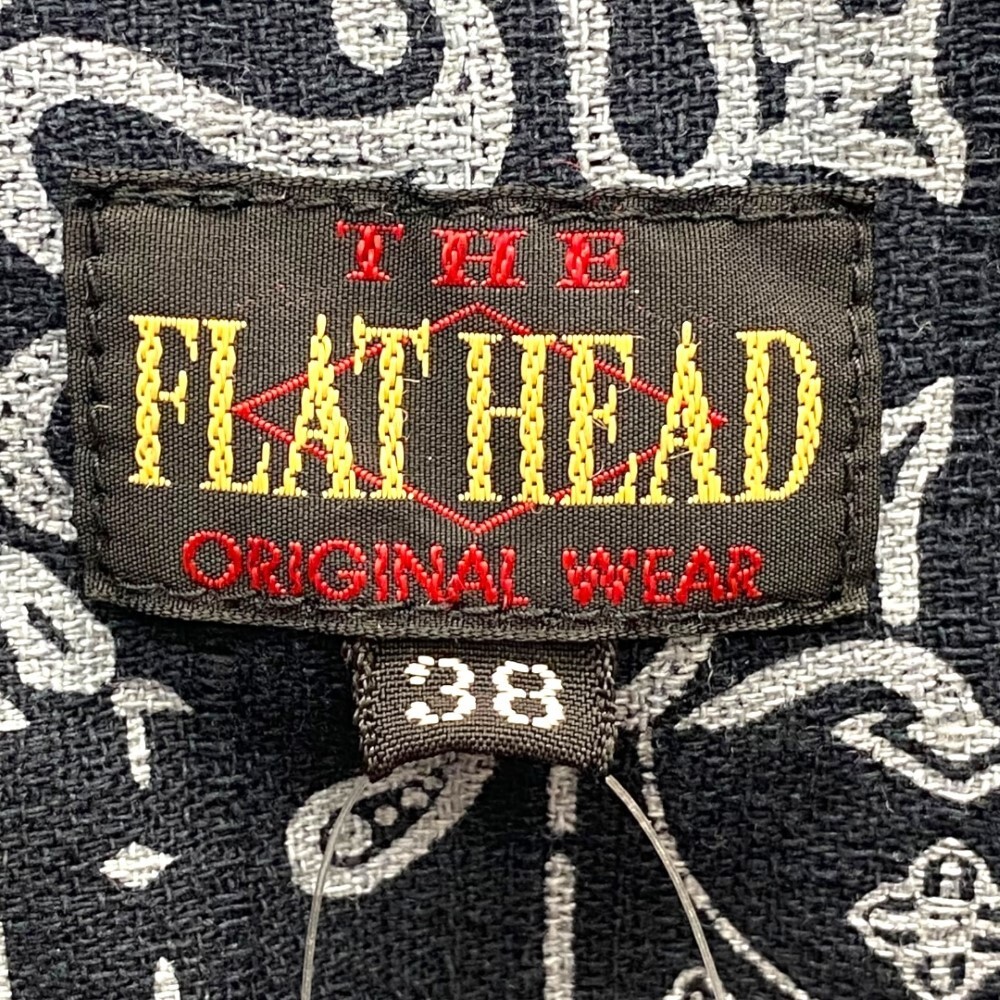 THE
FLAT HEAD
ORIGINAL WEAR
38